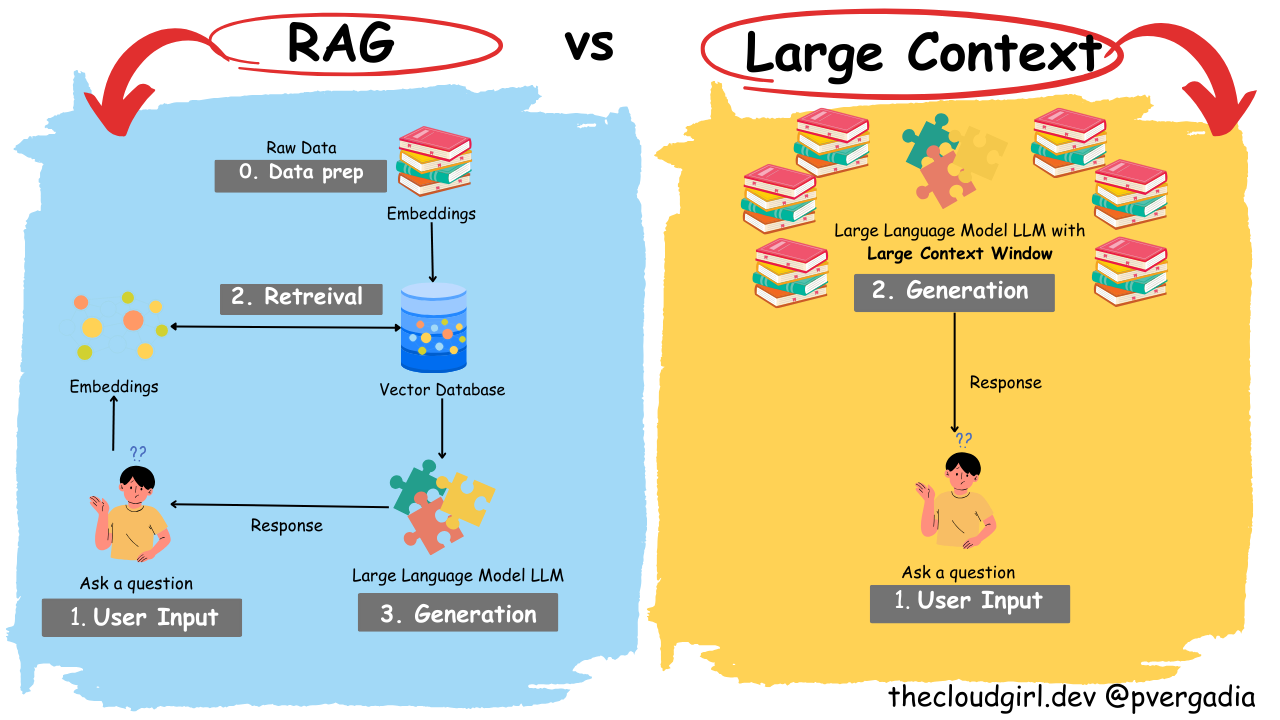 RAG
vs
Large Context
Raw Data
0. Data prep
Embeddings
2. Retreival
Embeddings
Vector Database
??
Response
Ask a question
1. User Input
Large Language Model LLM
3. Generation
Large Language Model LLM with
Large Context Window
2. Generation
Response
??
Ask a question
1. User Input
thecloudgirl.dev @pvergadia